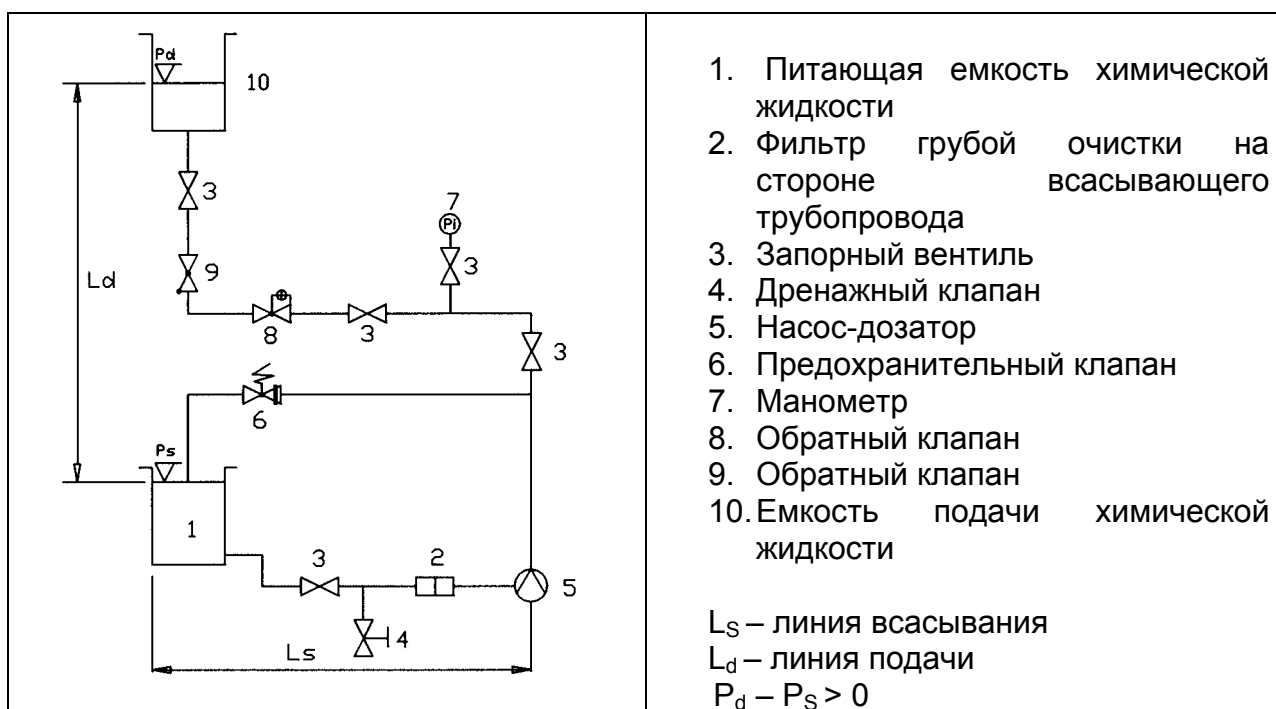 Pd
10
3
7
Pi
3
9
Ld
8
3
3
6
Ps
1
3
2
5
4
Ls
1. Питающая емкость химической
жидкости
2. Фильтр грубой очистки на
стороне всасывающего
трубопровода
3. Запорный вентиль
4. Дренажный клапан
5. Насос-дозатор
6. Предохранительный клапан
7. Манометр
8. Обратный клапан
9. Обратный клапан
10. Емкость подачи химической
жидкости
LS – линия всасывания
Ld – линия подачи
Pd – PS > 0